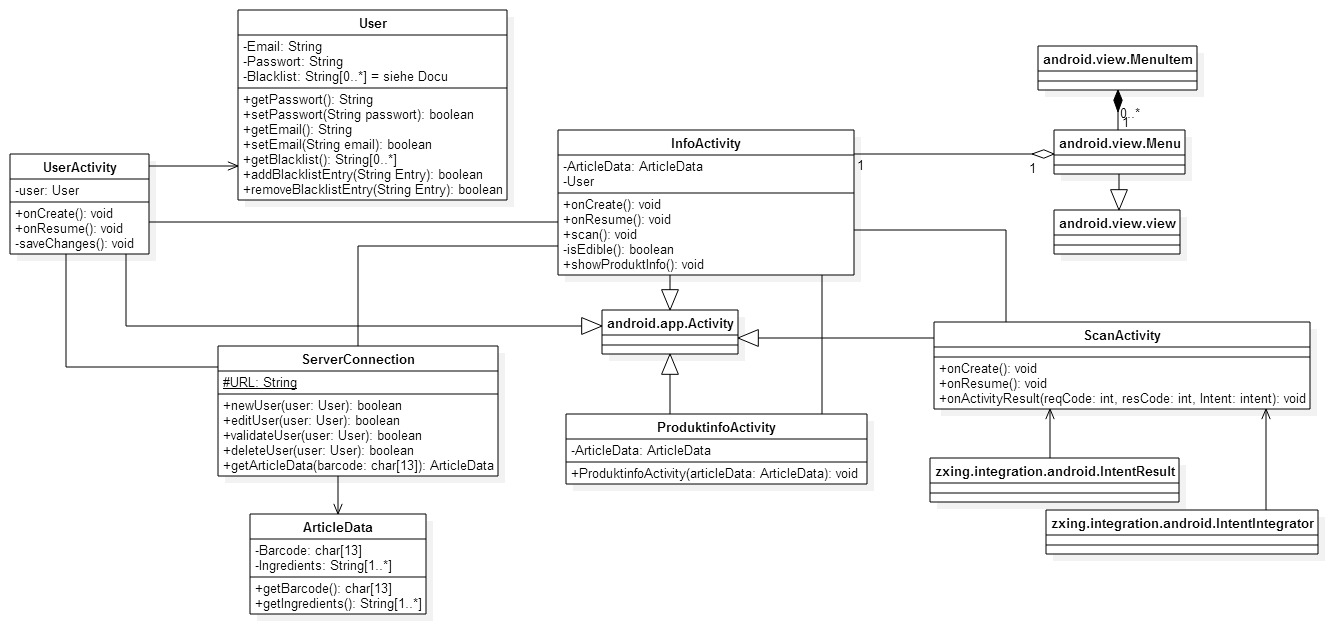 User
-Email: String
-Passwort: String
-Blacklist: String[0..*] = siehe Docu
+getPasswort(): String
+setPasswort(String passwort): boolean
+getEmail(): String
+setEmail(String email): boolean
+getBlacklist(): String[0..*]
+addBlacklistEntry(String Entry): boolean
+removeBlacklistEntry(String Entry): boolean
UserActivity
-user: User
+onCreate(): void
+onResume(): void
-saveChanges(): void
InfoActivity
-ArticleData: ArticleData
-User
+onCreate(): void
+onResume(): void
+scan(): void
-isEdible(): boolean
+showProduktInfo(): void
1
1
android.view.MenuItem
0..*
1
android.view.Menu
android.view.view
android.app.Activity
ServerConnection
#URL: String
+newUser(user: User): boolean
+editUser(user: User): boolean
+validateUser(user: User): boolean
+deleteUser(user: User): boolean
+getArticleData(barcode: char[13]): ArticleData
ScanActivity
+onCreate(): void
+onResume(): void
+onActivityResult(reqCode: int, resCode: int, Intent: intent): void
ProduktinfoActivity
-ArticleData: ArticleData
+ProduktinfoActivity(articleData: ArticleData): void
zxing.integration.android.IntentResult
zxing.integration.android.IntentIntegrator
ArticleData
-Barcode: char[13]
-Ingredients: String[1..*]
+getBarcode(): char[13]
+getIngredients(): String[1..*]